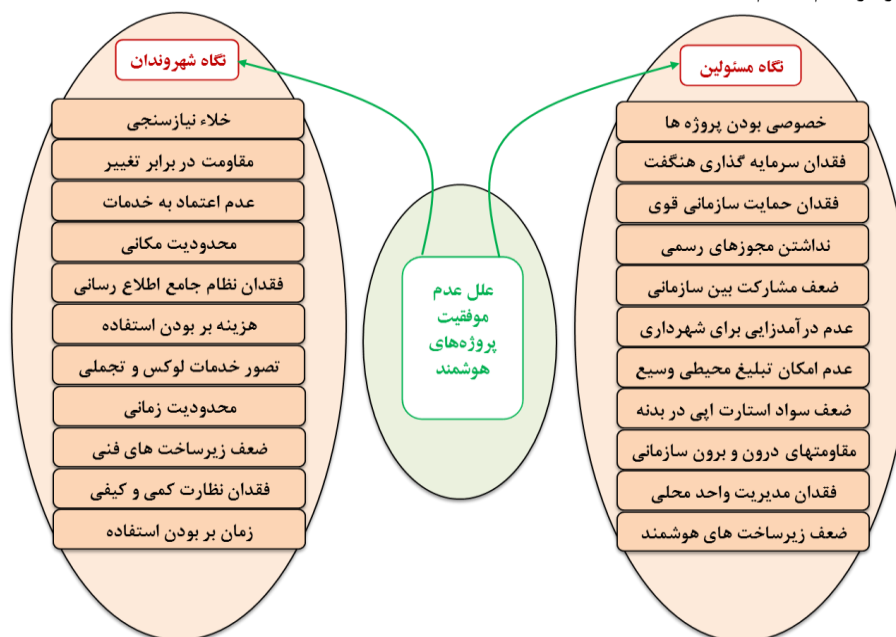 نگاه مسئولین
خصوصی بودن پروژه ها
فقدان سرمایه گذاری هنگفت
فقدان حمایت سازمانی قوی
نداشتن مجوزهای رسمی
ضعف مشارکت بین سازمانی
عدم درآمدزایی برای شهرداری
عدم امکان تبلیغ محیطی وسیع
ضعف سواد استارت اپی در بدنه
مقاومتهای درون و برون سازمانی
فقدان مدیریت واحد محلی
ضعف زیرساخت های هوشمند
علل عدم
موفقیت
پروژه‌های
هوشمند
نگاه شهروندان
خلاء نیازسنجی
مقاومت در برابر تغییر
عدم اعتماد به خدمات
محدودیت مکانی
فقدان نظام جامع اطلاع رسانی
هزینه بر بودن استفاده
تصور خدمات لوکس و تجملی
محدودیت زمانی
ضعف زیرساخت های فنی
فقدان نظارت کمی و کیفی
زمان بر بودن استفاده